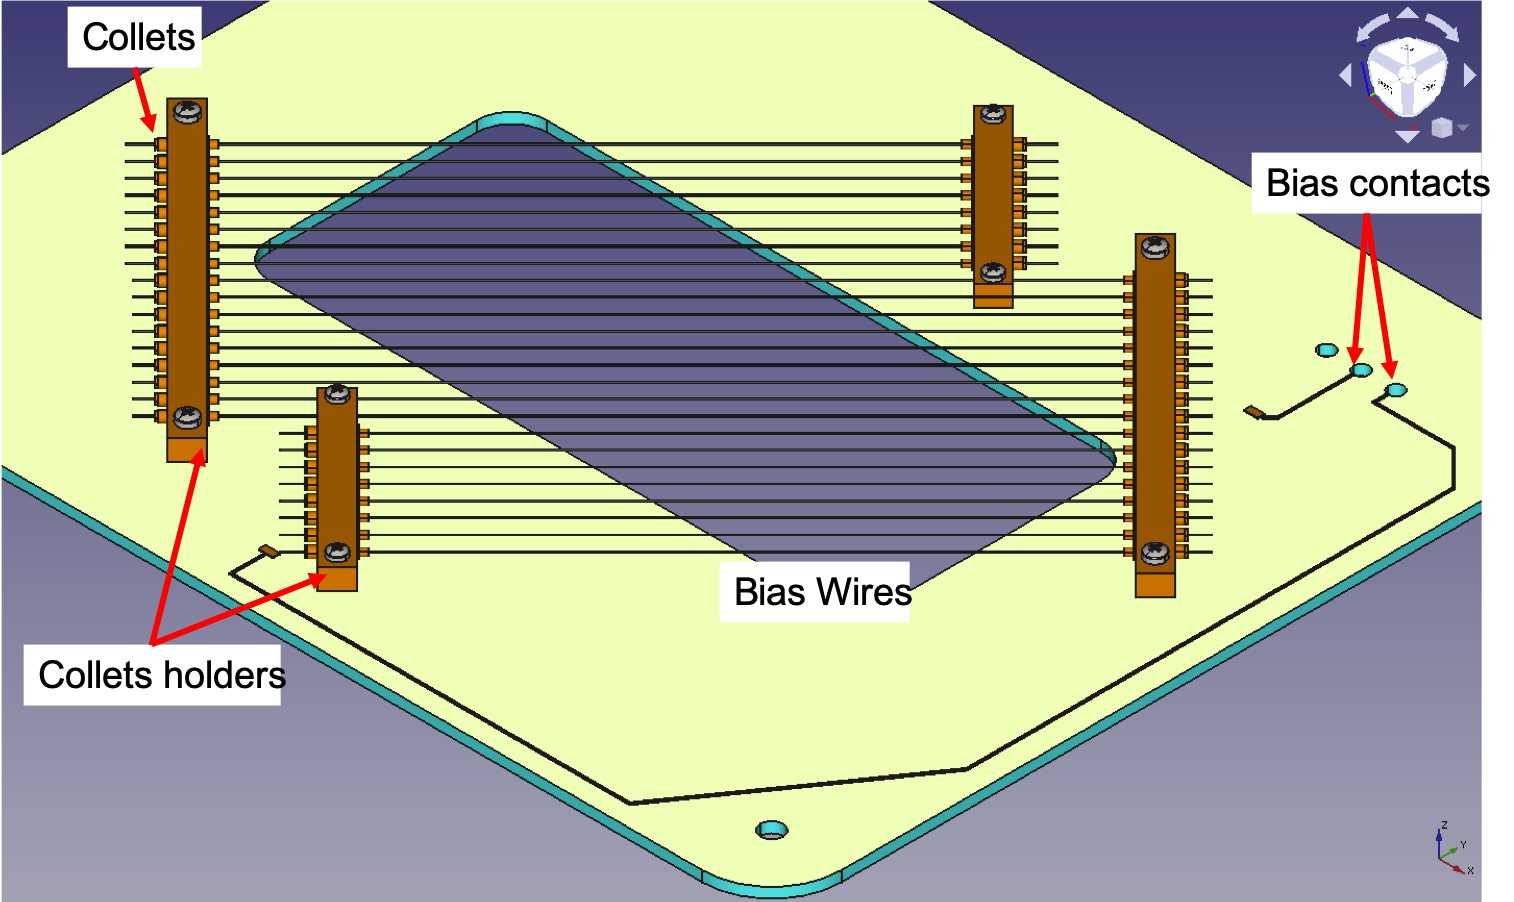 Collets
Bias contacts
Bias Wires
Collets holders
Z
Y
X